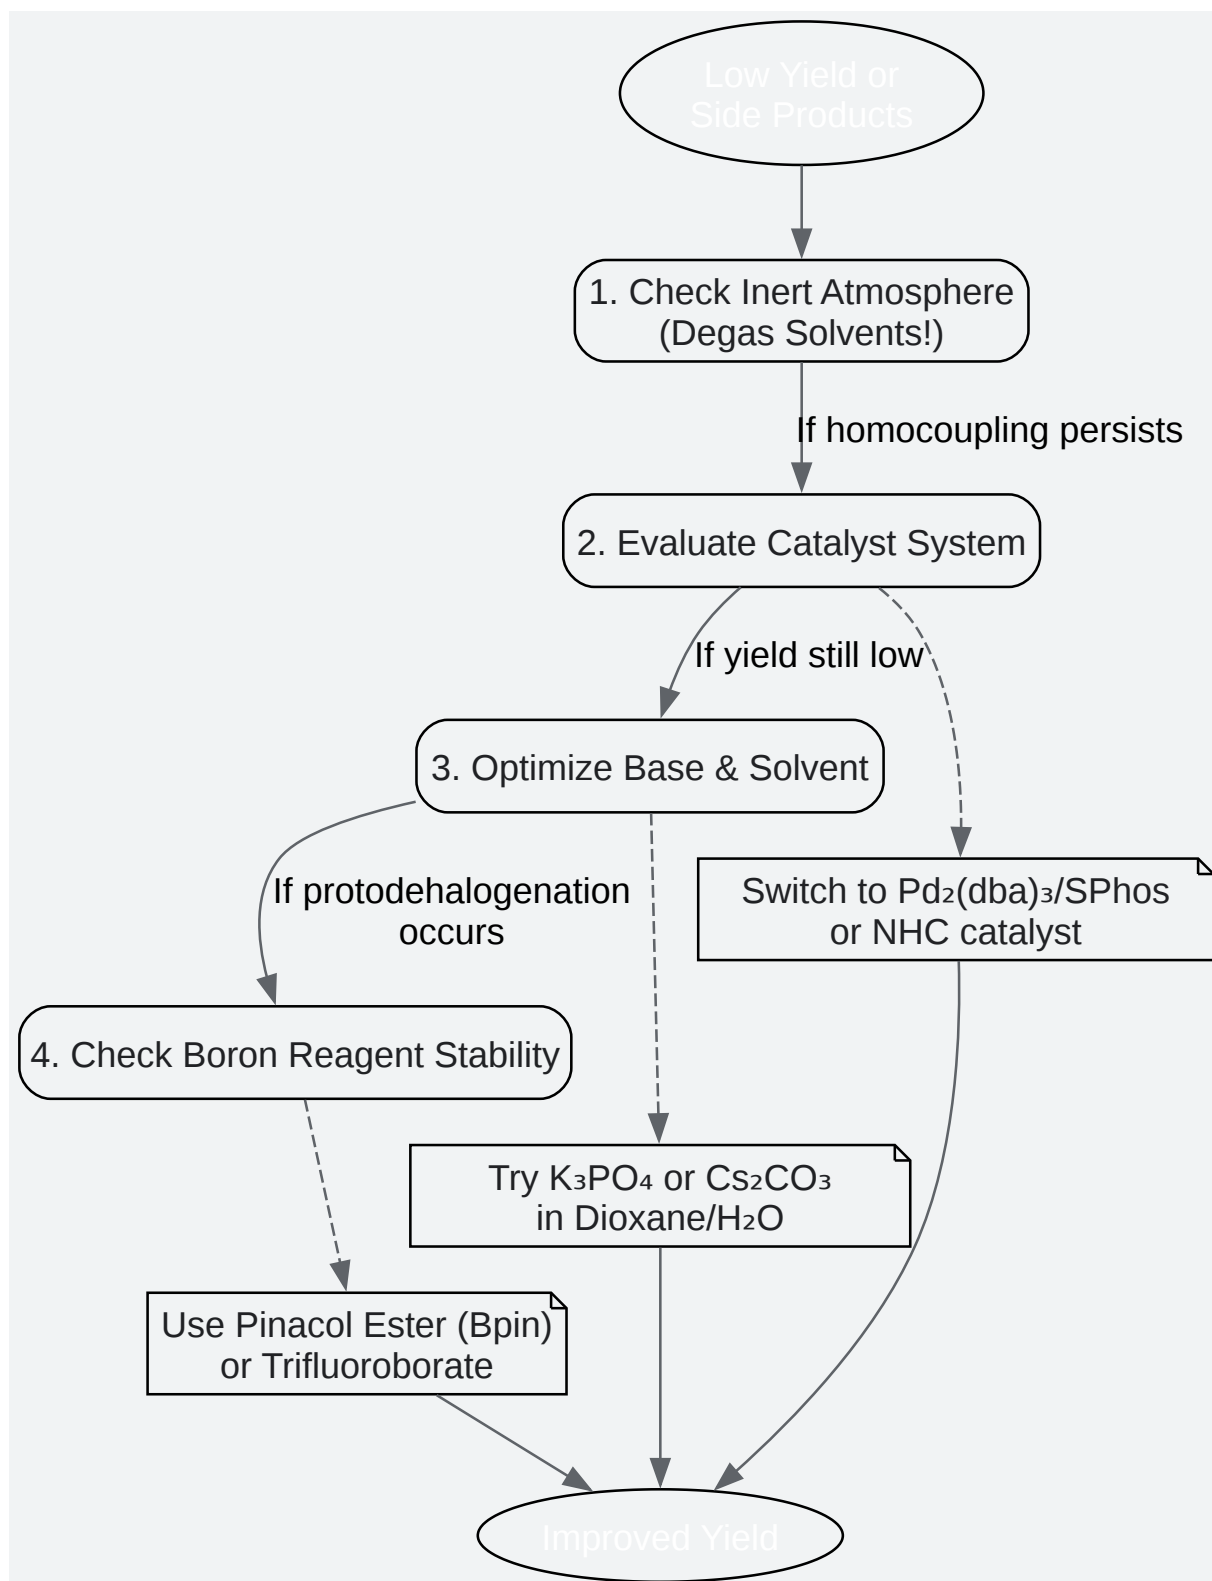 Low Yield or
Side Products
1. Check Inert Atmosphere
(Degas Solvents!)
If homocoupling persists
2. Evaluate Catalyst System
If yield still low
3. Optimize Base & Solvent
If protodehalogenation
occurs
Switch to Pd₂(dba)₃/SPhos
or NHC catalyst
4. Check Boron Reagent Stability
Try K₃PO₄ or Cs₂CO₃
in Dioxane/H₂O
Use Pinacol Ester (Bpin)
or Trifluoroborate
Improved Yield